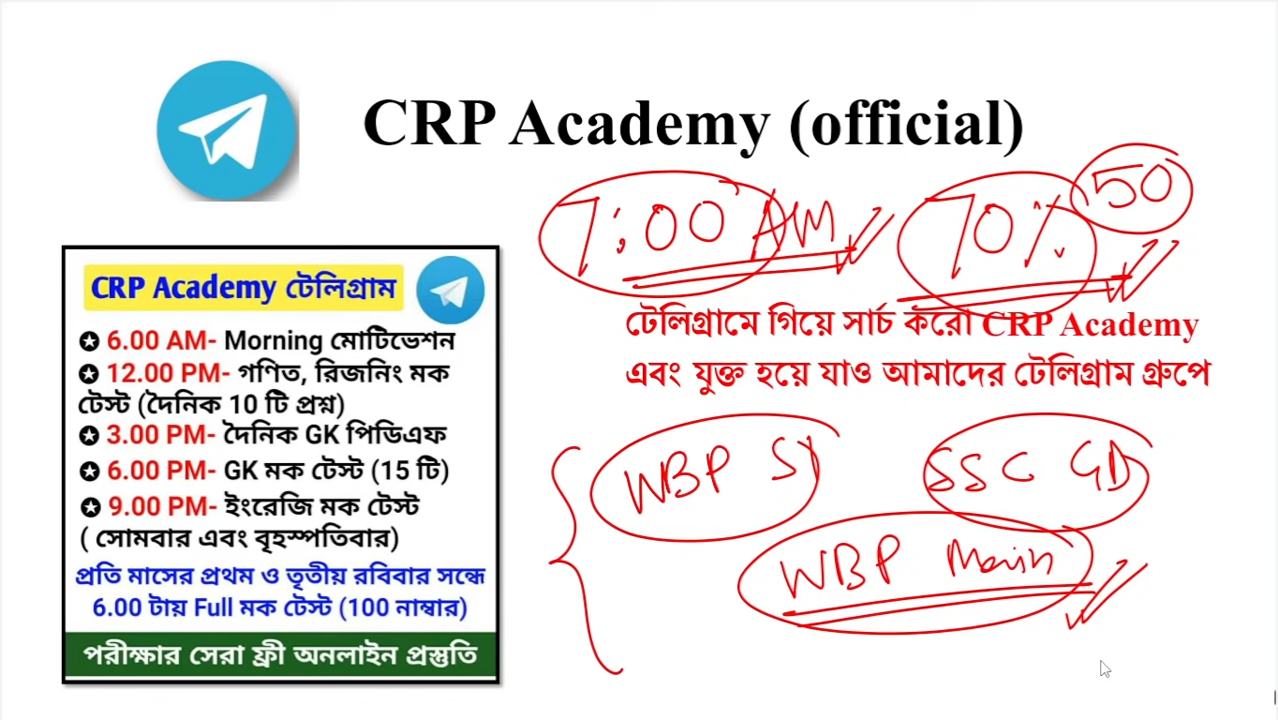 CRP Academy (official)
7:00 AM 70% 50
টেলিগ্রামে গিয়ে সার্চ করো CRP Academy
এবং যুক্ত হয়ে যাও আমাদের টেলিগ্রাম গ্রুপে
WBP SI SSC GD
WBP Main
CRP Academy টেলিগ্রাম
6.00 AM- Morning মোটিভেশন
12.00 PM- গণিত, রিজনিং মক
টেস্ট (দৈনিক 10 টি প্রশ্ন)
3.00 PM- দৈনিক GK পিডিএফ
6.00 PM- GK মক টেস্ট (15 টি)
9.00 PM- ইংরেজি মক টেস্ট
( সোমবার এবং বৃহস্পতিবার)
প্রতি মাসের প্রথম ও তৃতীয় রবিবার সন্ধে
6.00 টায় Full মক টেস্ট (100 নাম্বার)
পরীক্ষার সেরা ফ্রী অনলাইন প্রস্তুতি